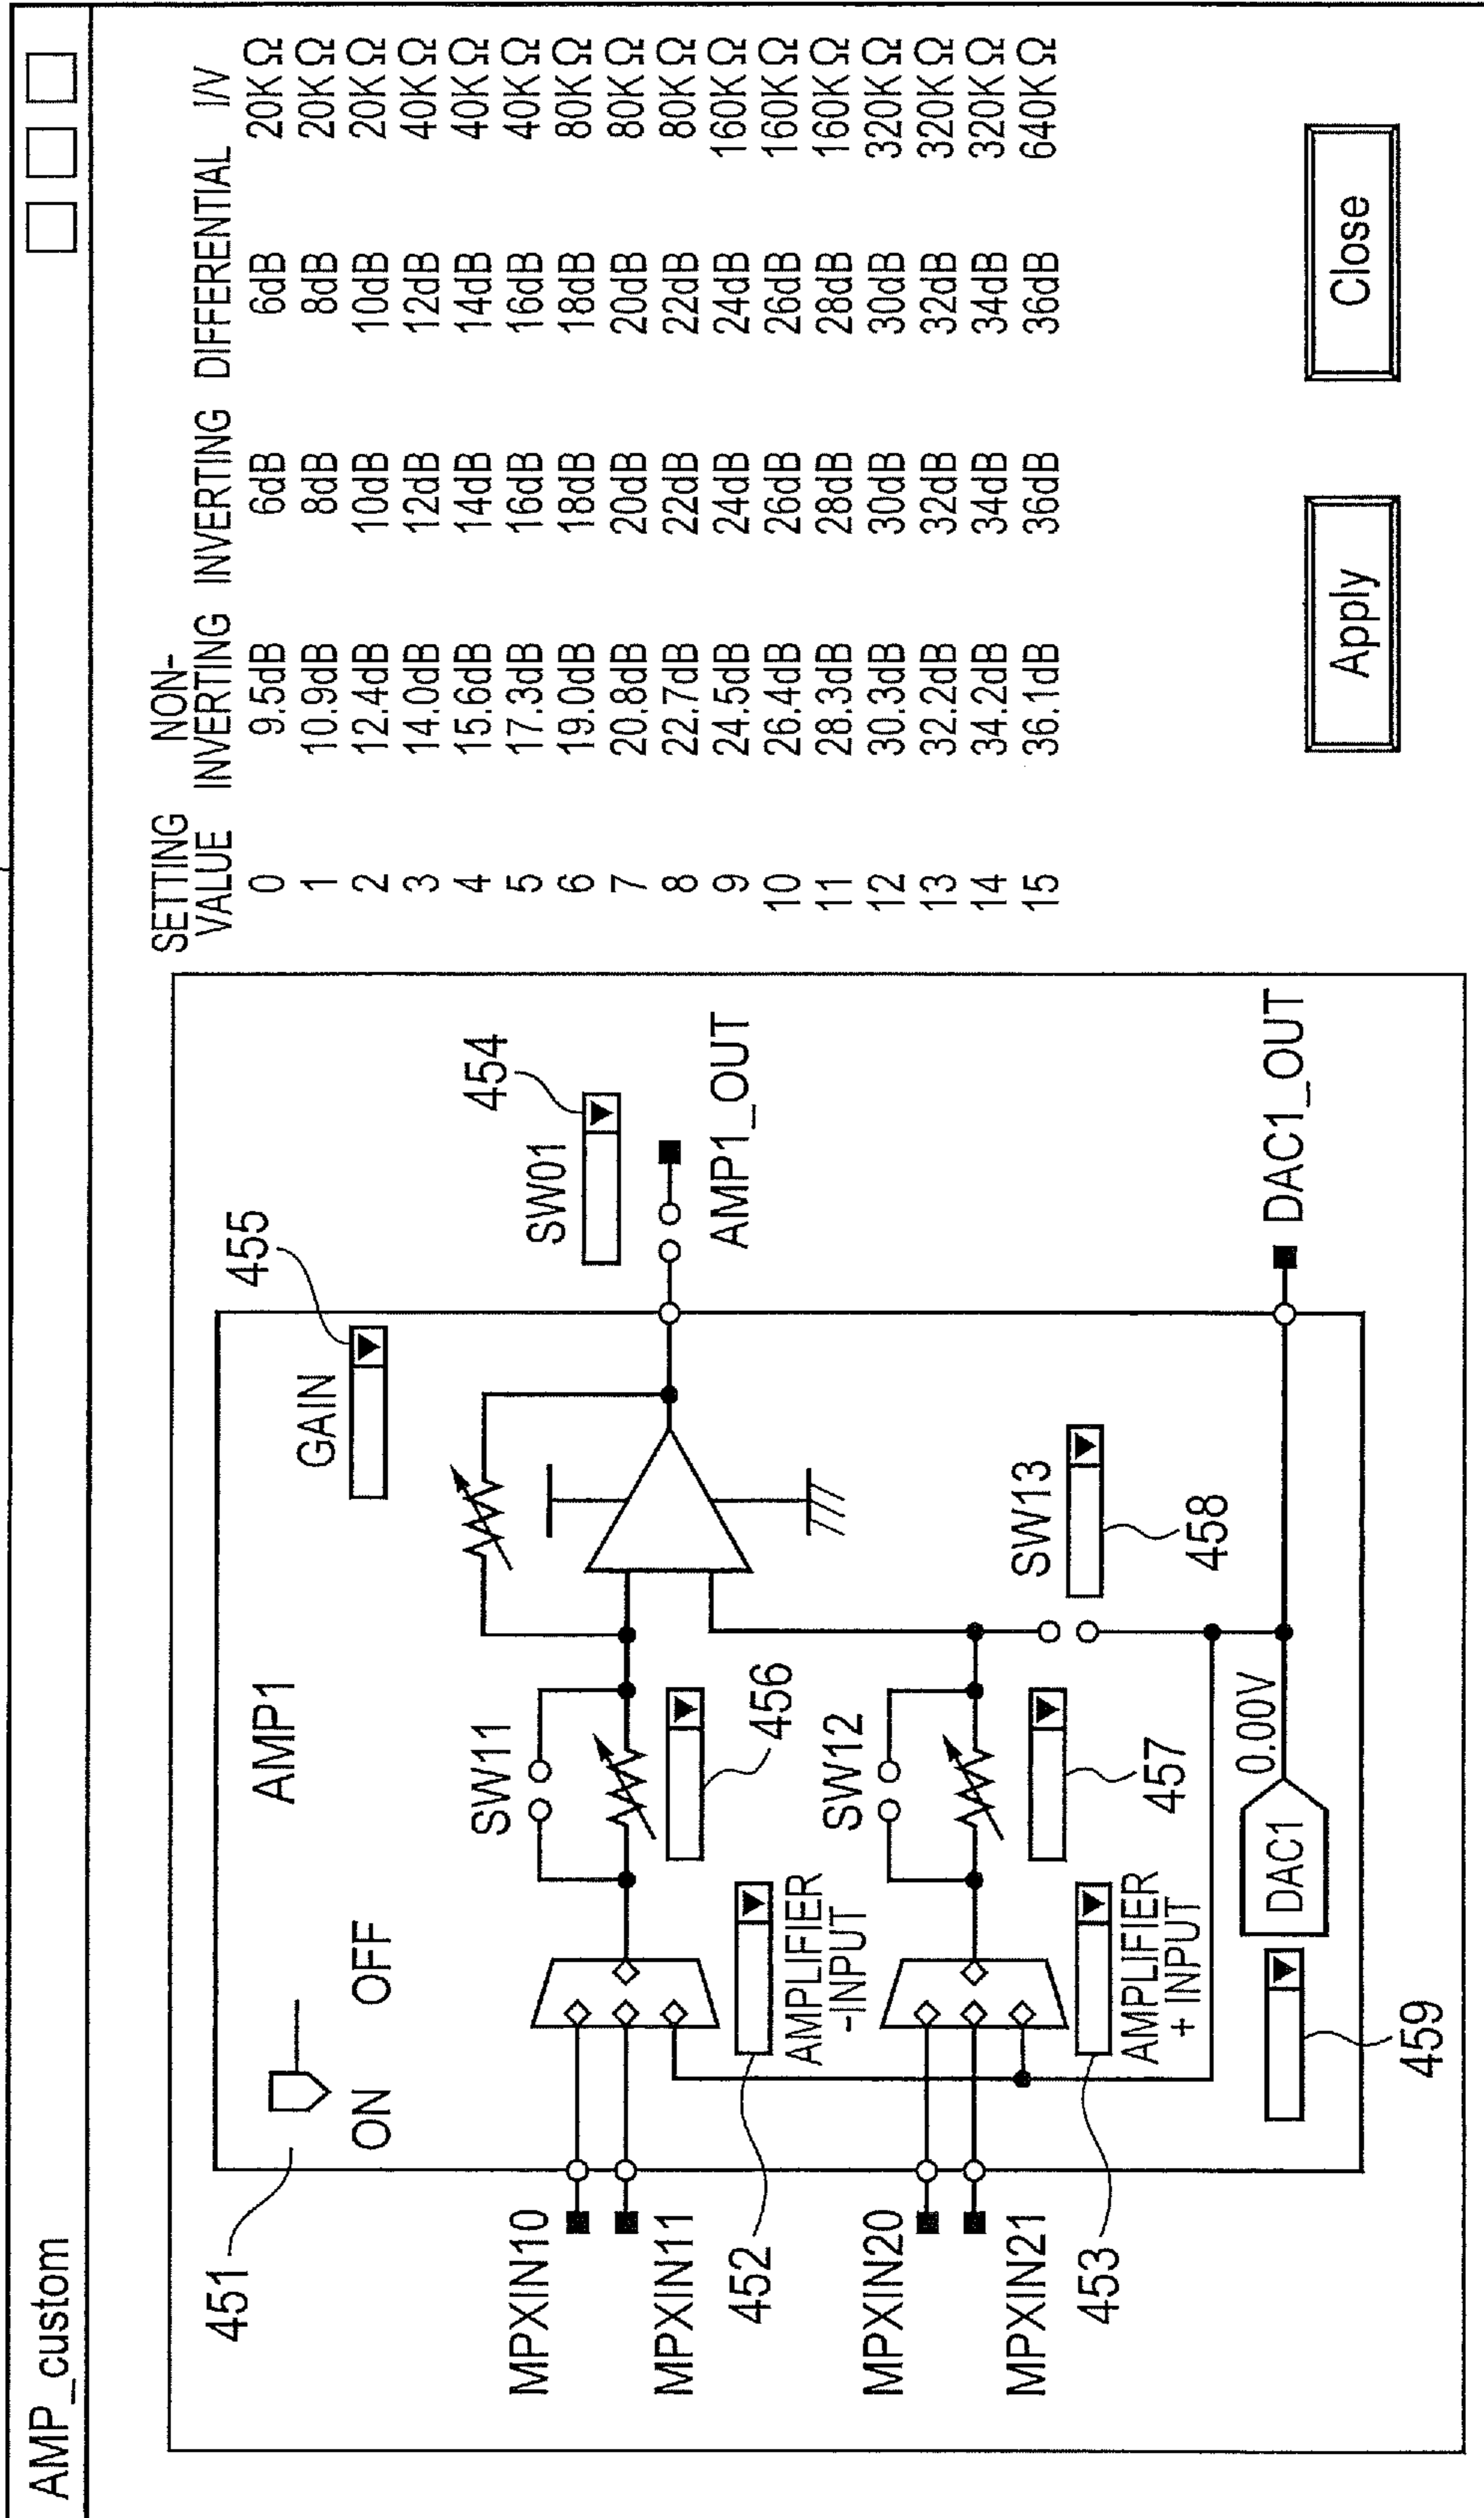 AMP_custom
451
ON OFF
AMP1
GAIN
455
SW01
454
AMP1_OUT
MPXIN10
MPXIN11
SW11
456
452
AMPLIFIER
-INPUT
MPXIN20
MPXIN21
SW12
457
453
AMPLIFIER
+ INPUT
SW13
458
DAC1
0.00V
DAC1_OUT
459
SETTING VALUE NON-INVERTING INVERTING DIFFERENTIAL I/V
0 9.5dB 6dB 6dB 20KΩ
1 10.9dB 8dB 8dB 20KΩ
2 12.4dB 10dB 10dB 20KΩ
3 14.0dB 12dB 12dB 40KΩ
4 15.6dB 14dB 14dB 40KΩ
5 17.3dB 16dB 16dB 40KΩ
6 19.0dB 18dB 18dB 80KΩ
7 20.8dB 20dB 20dB 80KΩ
8 22.7dB 22dB 22dB 80KΩ
9 24.5dB 24dB 24dB 160KΩ
10 26.4dB 26dB 26dB 160KΩ
11 28.3dB 28dB 28dB 160KΩ
12 30.3dB 30dB 30dB 320KΩ
13 32.2dB 32dB 32dB 320KΩ
14 34.2dB 34dB 34dB 320KΩ
15 36.1dB 36dB 36dB 640KΩ
Apply
Close